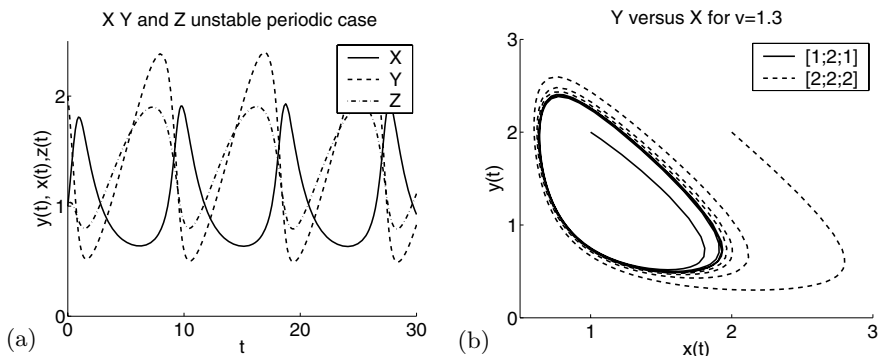 X Y and Z unstable periodic case
X
Y
Z
2
1
0
y(t), x(t),z(t)
0
10
20
30
t
(a)
Y versus X for v=1.3
[1;2;1]
[2;2;2]
3
2
1
0
y(t)
1
2
3
x(t)
(b)